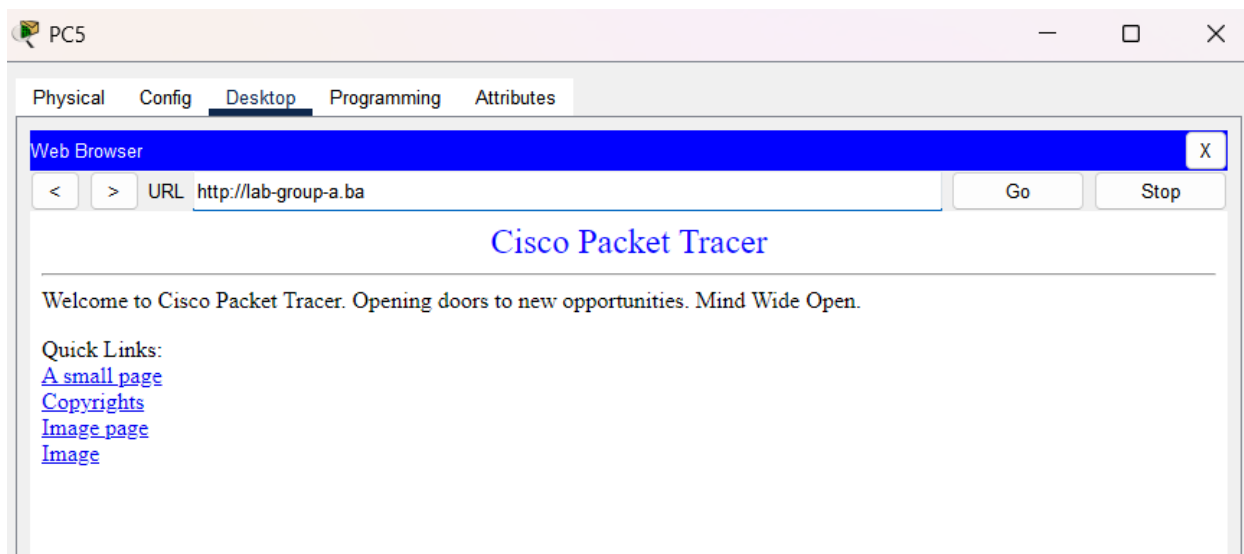 PC5
Physical Config Desktop Programming Attributes
Web Browser X
< > URL http://lab-group-a.ba Go Stop
Cisco Packet Tracer
Welcome to Cisco Packet Tracer. Opening doors to new opportunities. Mind Wide Open.
Quick Links:
A small page
Copyrights
Image page
Image